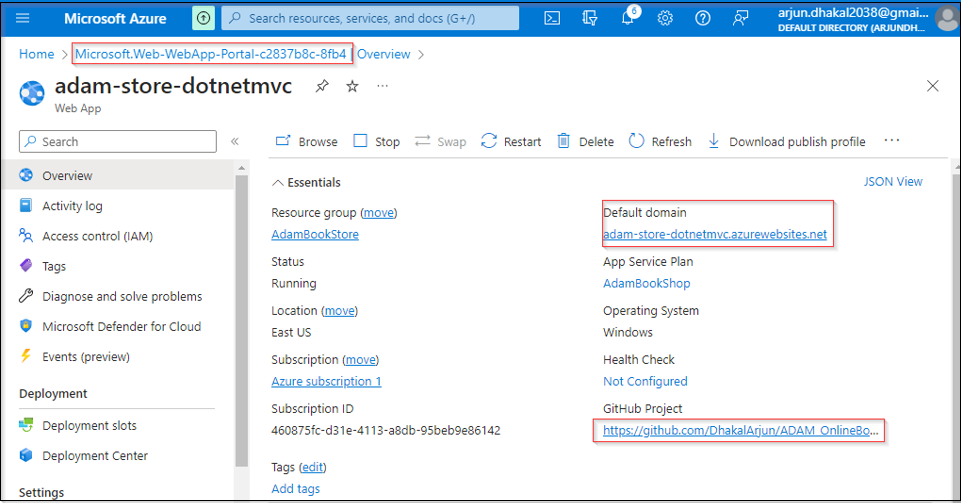 Microsoft Azure
Search resources, services, and docs (G+/)
6
arjun.dhakal2038@gmai...
DEFAULT DIRECTORY (ARJUNDH...
Home > Microsoft.Web-WebApp-Portal-c2837b8c-8fb4 | Overview >
adam-store-dotnetmvc
Web App
Search
Browse Stop Swap Restart Delete Refresh Download publish profile
Overview
Activity log
Access control (IAM)
Tags
Diagnose and solve problems
Microsoft Defender for Cloud
Events (preview)
Deployment
Deployment slots
Deployment Center
Settings
Essentials
JSON View
Resource group (move)
AdamBookStore
Status
Running
Location (move)
East US
Subscription (move)
Azure subscription 1
Subscription ID
460875fc-d31e-4113-a8db-95beb9e86142
Tags (edit)
Add tags
Default domain
adam-store-dotnetmvc.azurewebsites.net
App Service Plan
AdamBookShop
Operating System
Windows
Health Check
Not Configured
GitHub Project
https://github.com/DhakalArjun/ADAM_OnlineBo...